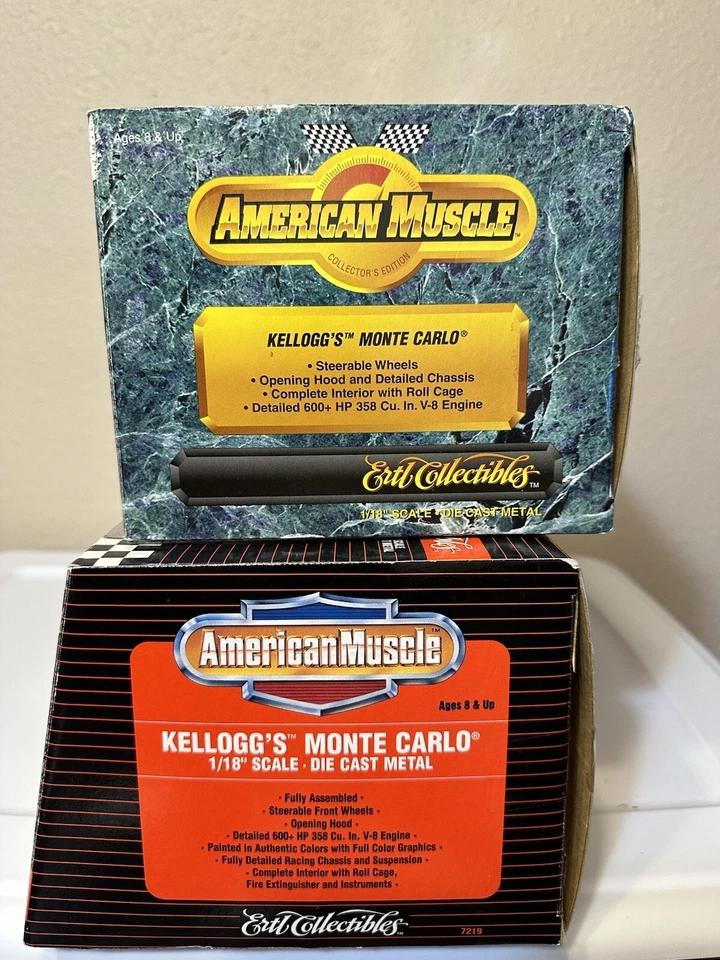 Ages 8 & Up
AMERICAN MUSCLE™
COLLECTOR'S EDITION
KELLOGG'S™ MONTE CARLO®
• Steerable Wheels
• Opening Hood and Detailed Chassis
• Complete Interior with Roll Cage
• Detailed 600+ HP 358 Cu. In. V-8 Engine
Ertl Collectibles™
1/18" SCALE • DIE CAST METAL
AmericanMuscle™
Ages 8 & Up
KELLOGG'S™ MONTE CARLO®
1/18" SCALE · DIE CAST METAL
· Fully Assembled ·
· Steerable Front Wheels ·
· Opening Hood ·
· Detailed 600+ HP 358 Cu. In. V-8 Engine ·
· Painted in Authentic Colors with Full Color Graphics ·
· Fully Detailed Racing Chassis and Suspension ·
· Complete Interior with Roll Cage,
Fire Extinguisher and Instruments ·
Ertl Collectibles™
7219